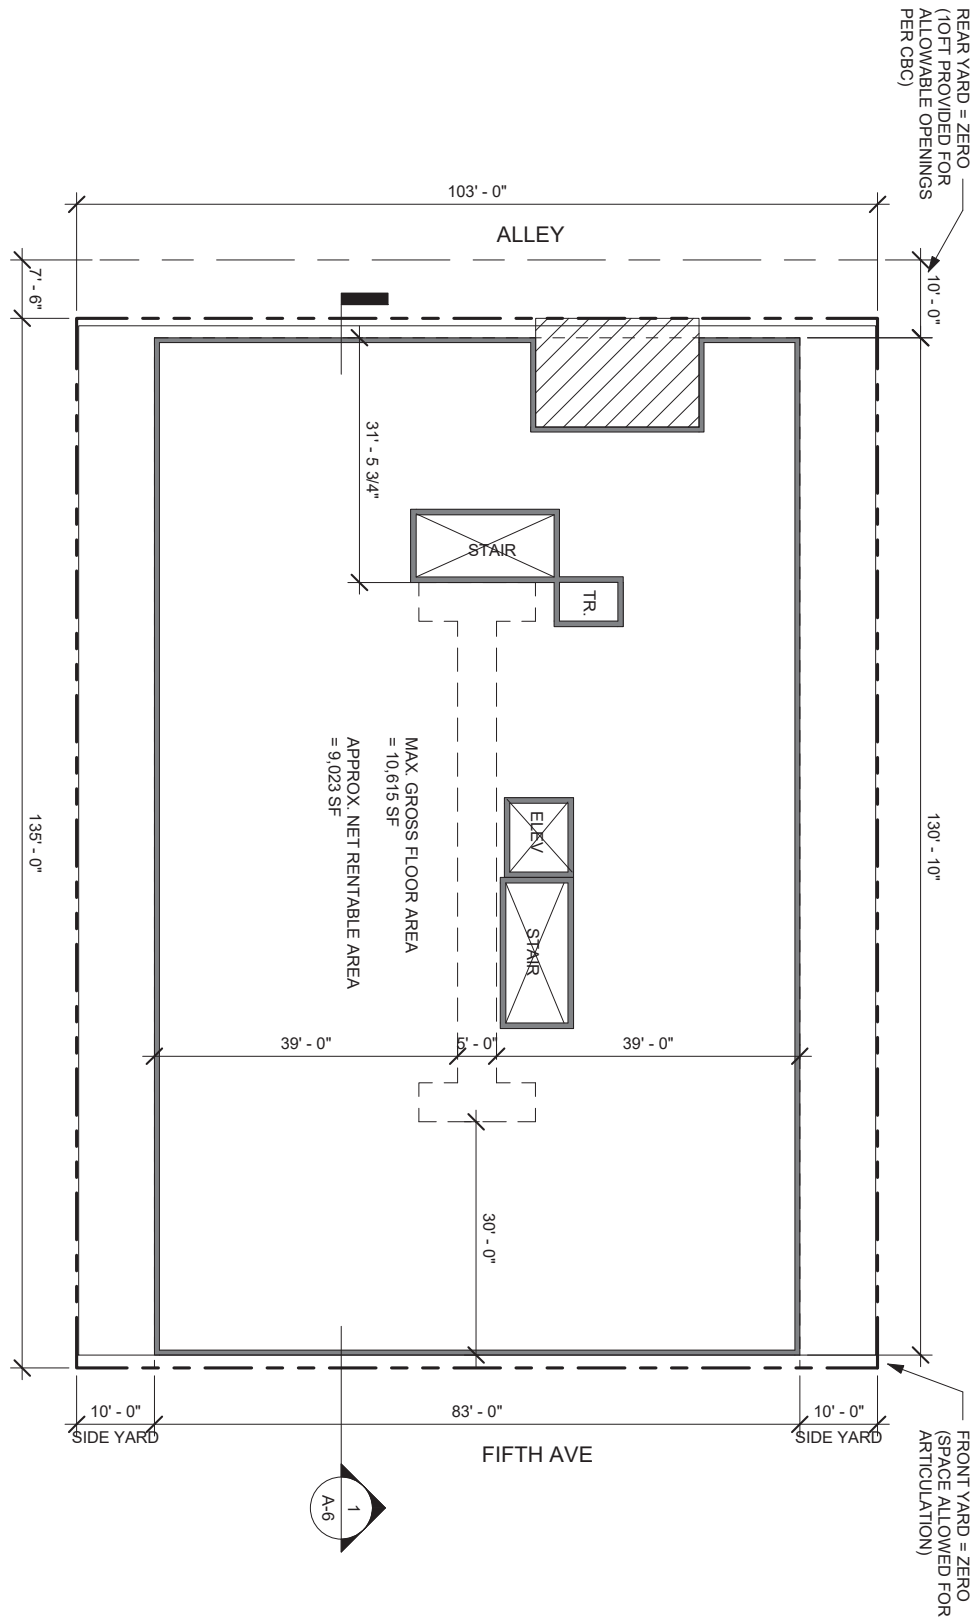 REAR YARD = ZERO
(10FT PROVIDED FOR
ALLOWABLE OPENINGS
PER CBC)
103' - 0"
ALLEY
7' - 6"
10' - 0"
31' - 5 3/4"
STAIR
TR.
MAX. GROSS FLOOR AREA
= 10,615 SF
APPROX. NET RENTABLE AREA
= 9,023 SF
ELEV
STAIR
135' - 0"
130' - 10"
39' - 0"
5' - 0"
39' - 0"
30' - 0"
10' - 0"
SIDE YARD
83' - 0"
10' - 0"
SIDE YARD
FIFTH AVE
FRONT YARD = ZERO
(SPACE ALLOWED FOR
ARTICULATION)
1
A-6